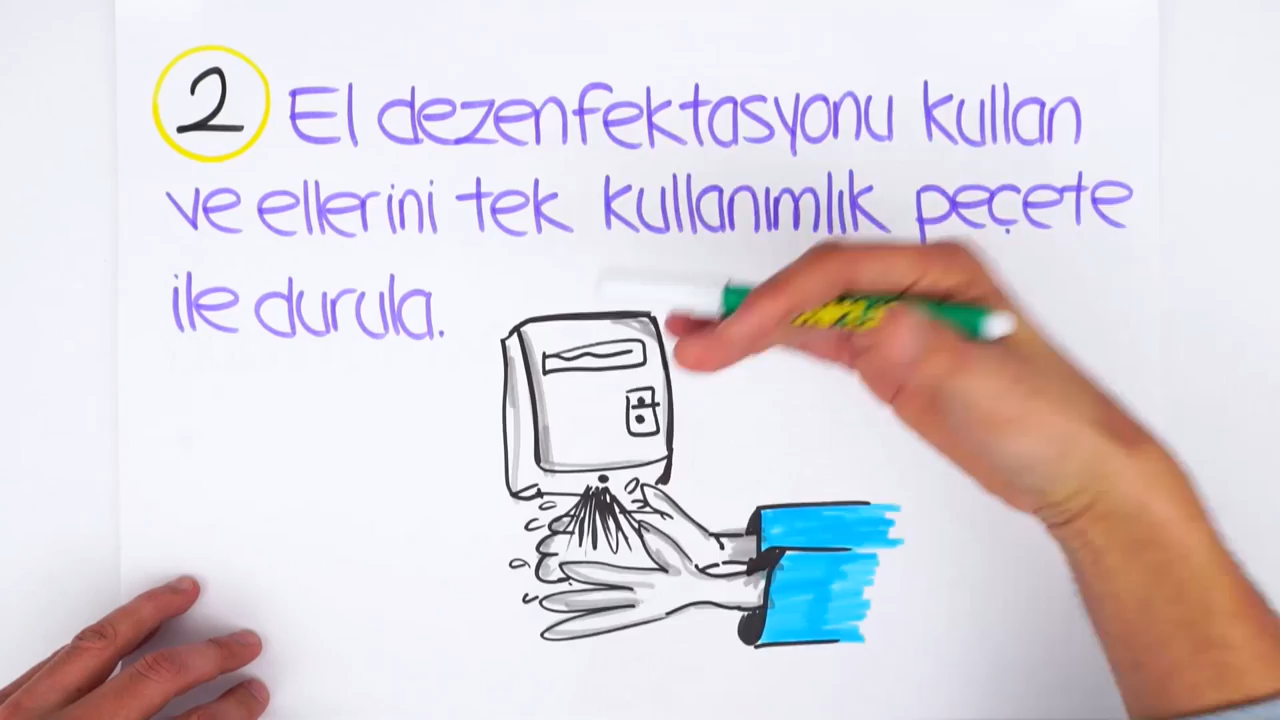 2 El dezenfektasyonu kullan
ve ellerini tek kullanımlık peçete
ile durula.